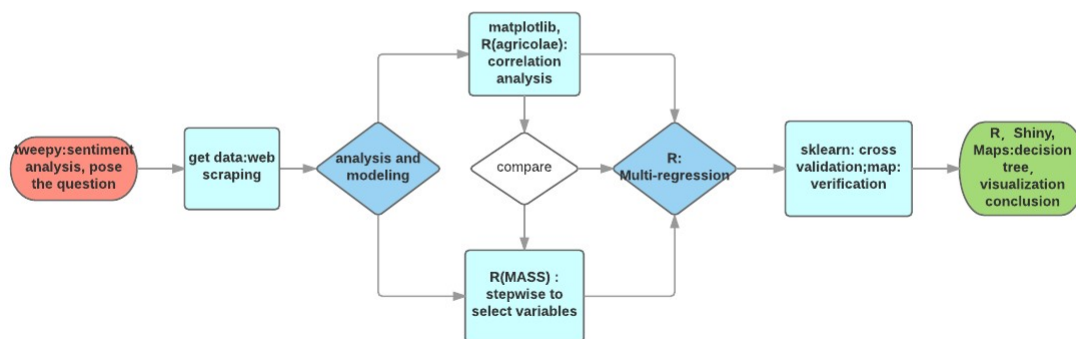 tweepy:sentiment
analysis, pose
the question
get data:web
scraping
analysis and
modeling
matplotlib,
R(agricolae):
correlation
analysis
compare
R(MASS) :
stepwise to
select variables
R:
Multi-regression
sklearn: cross
validation;map:
verification
R, Shiny,
Maps:decision
tree,
visualization
conclusion